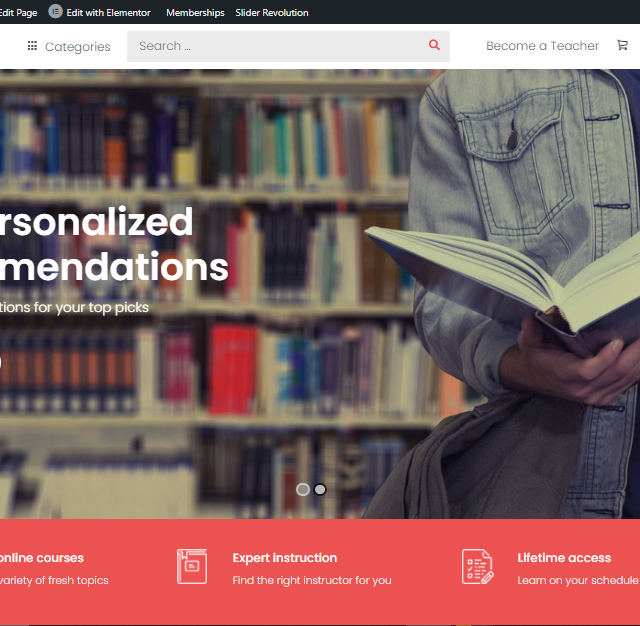 Edit Page Edit with Elementor Memberships Slider Revolution
Categories Search ... Become a Teacher
rsonalized
mendations
tions for your top picks
online courses
variety of fresh topics
Expert instruction
Find the right instructor for you
Lifetime access
Learn on your schedule